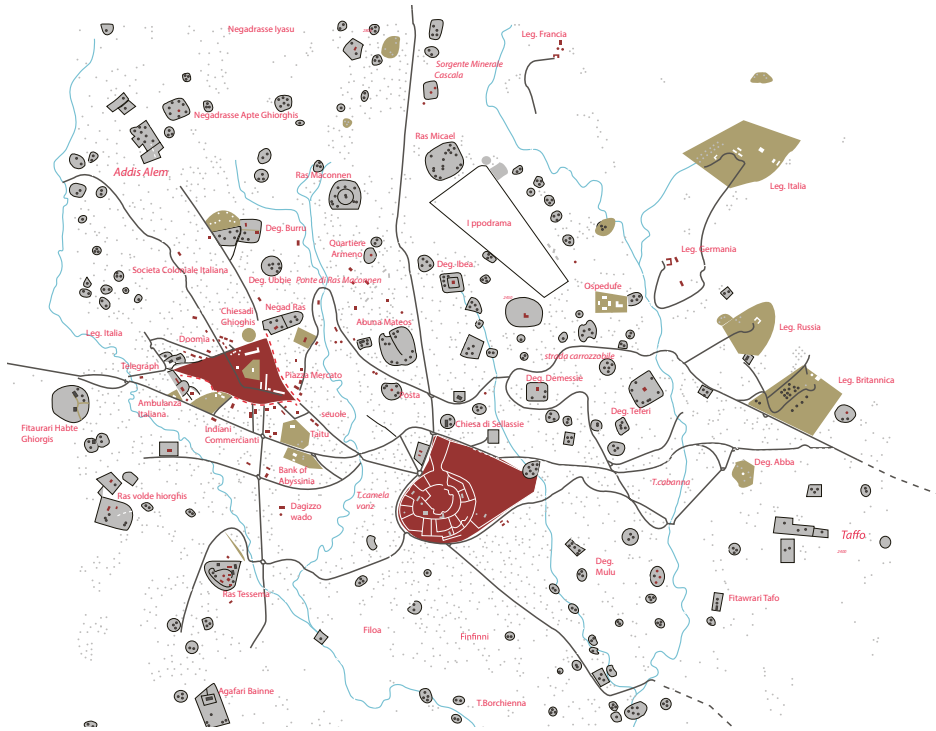 Negadrasse Iyasu
Leg. Francia
Sorgente Minerale
Cascala
Negadrasse Apte Ghiorghis
Ras Micael
Addis Alem
Ras Maconnen
Leg. Italia
I ppodrama
Deg. Burru
Quartiere
Armeno
Leg. Germania
Societa Coloniale Italiana
Deg. Ubbie
Ponte di Ras Maconnen
Deg. Ibea.
Ospedufe
Chiesadi
Ghioghis
Negad Ras
Abuna Mateos
Leg. Russia
Leg. Italia
Doomia
strada carrozzobile
Telegraph
Piazza Mercato
Deg. Demessie
Leg. Britannica
Posta
Ambulanza
Italiana.
seuole
Deg. Teferi
Fitaurari Habte
Ghiorgis
Indiani
Commercianti
Taitu
Chiesa di Sellassie
Bank of
Abyssinia
Deg. Abba
T.cabanna
Ras volde hiorghis
T.camela
vonz
Dagizzo
wado
Taffo
Deg.
Mulu
Ras Tessema
Fitawrari Tafo
Filoa
Finfinni
Agafari Bainne
T.Borchienna